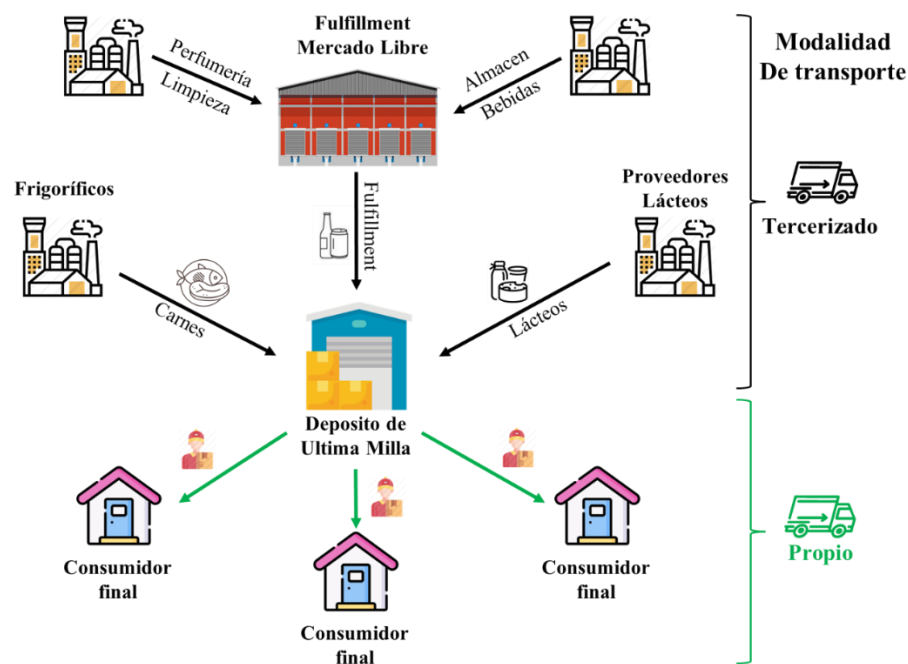 Fulfillment
Mercado Libre
Perfumería
Limpieza
Almacen
Bebidas
Modalidad
De transporte
Frigoríficos
Fulfillment
Proveedores
Lácteos
Tercerizado
Carnes
Lácteos
Deposito de
Ultima Milla
Consumidor
final
Consumidor
final
Consumidor
final
Propio